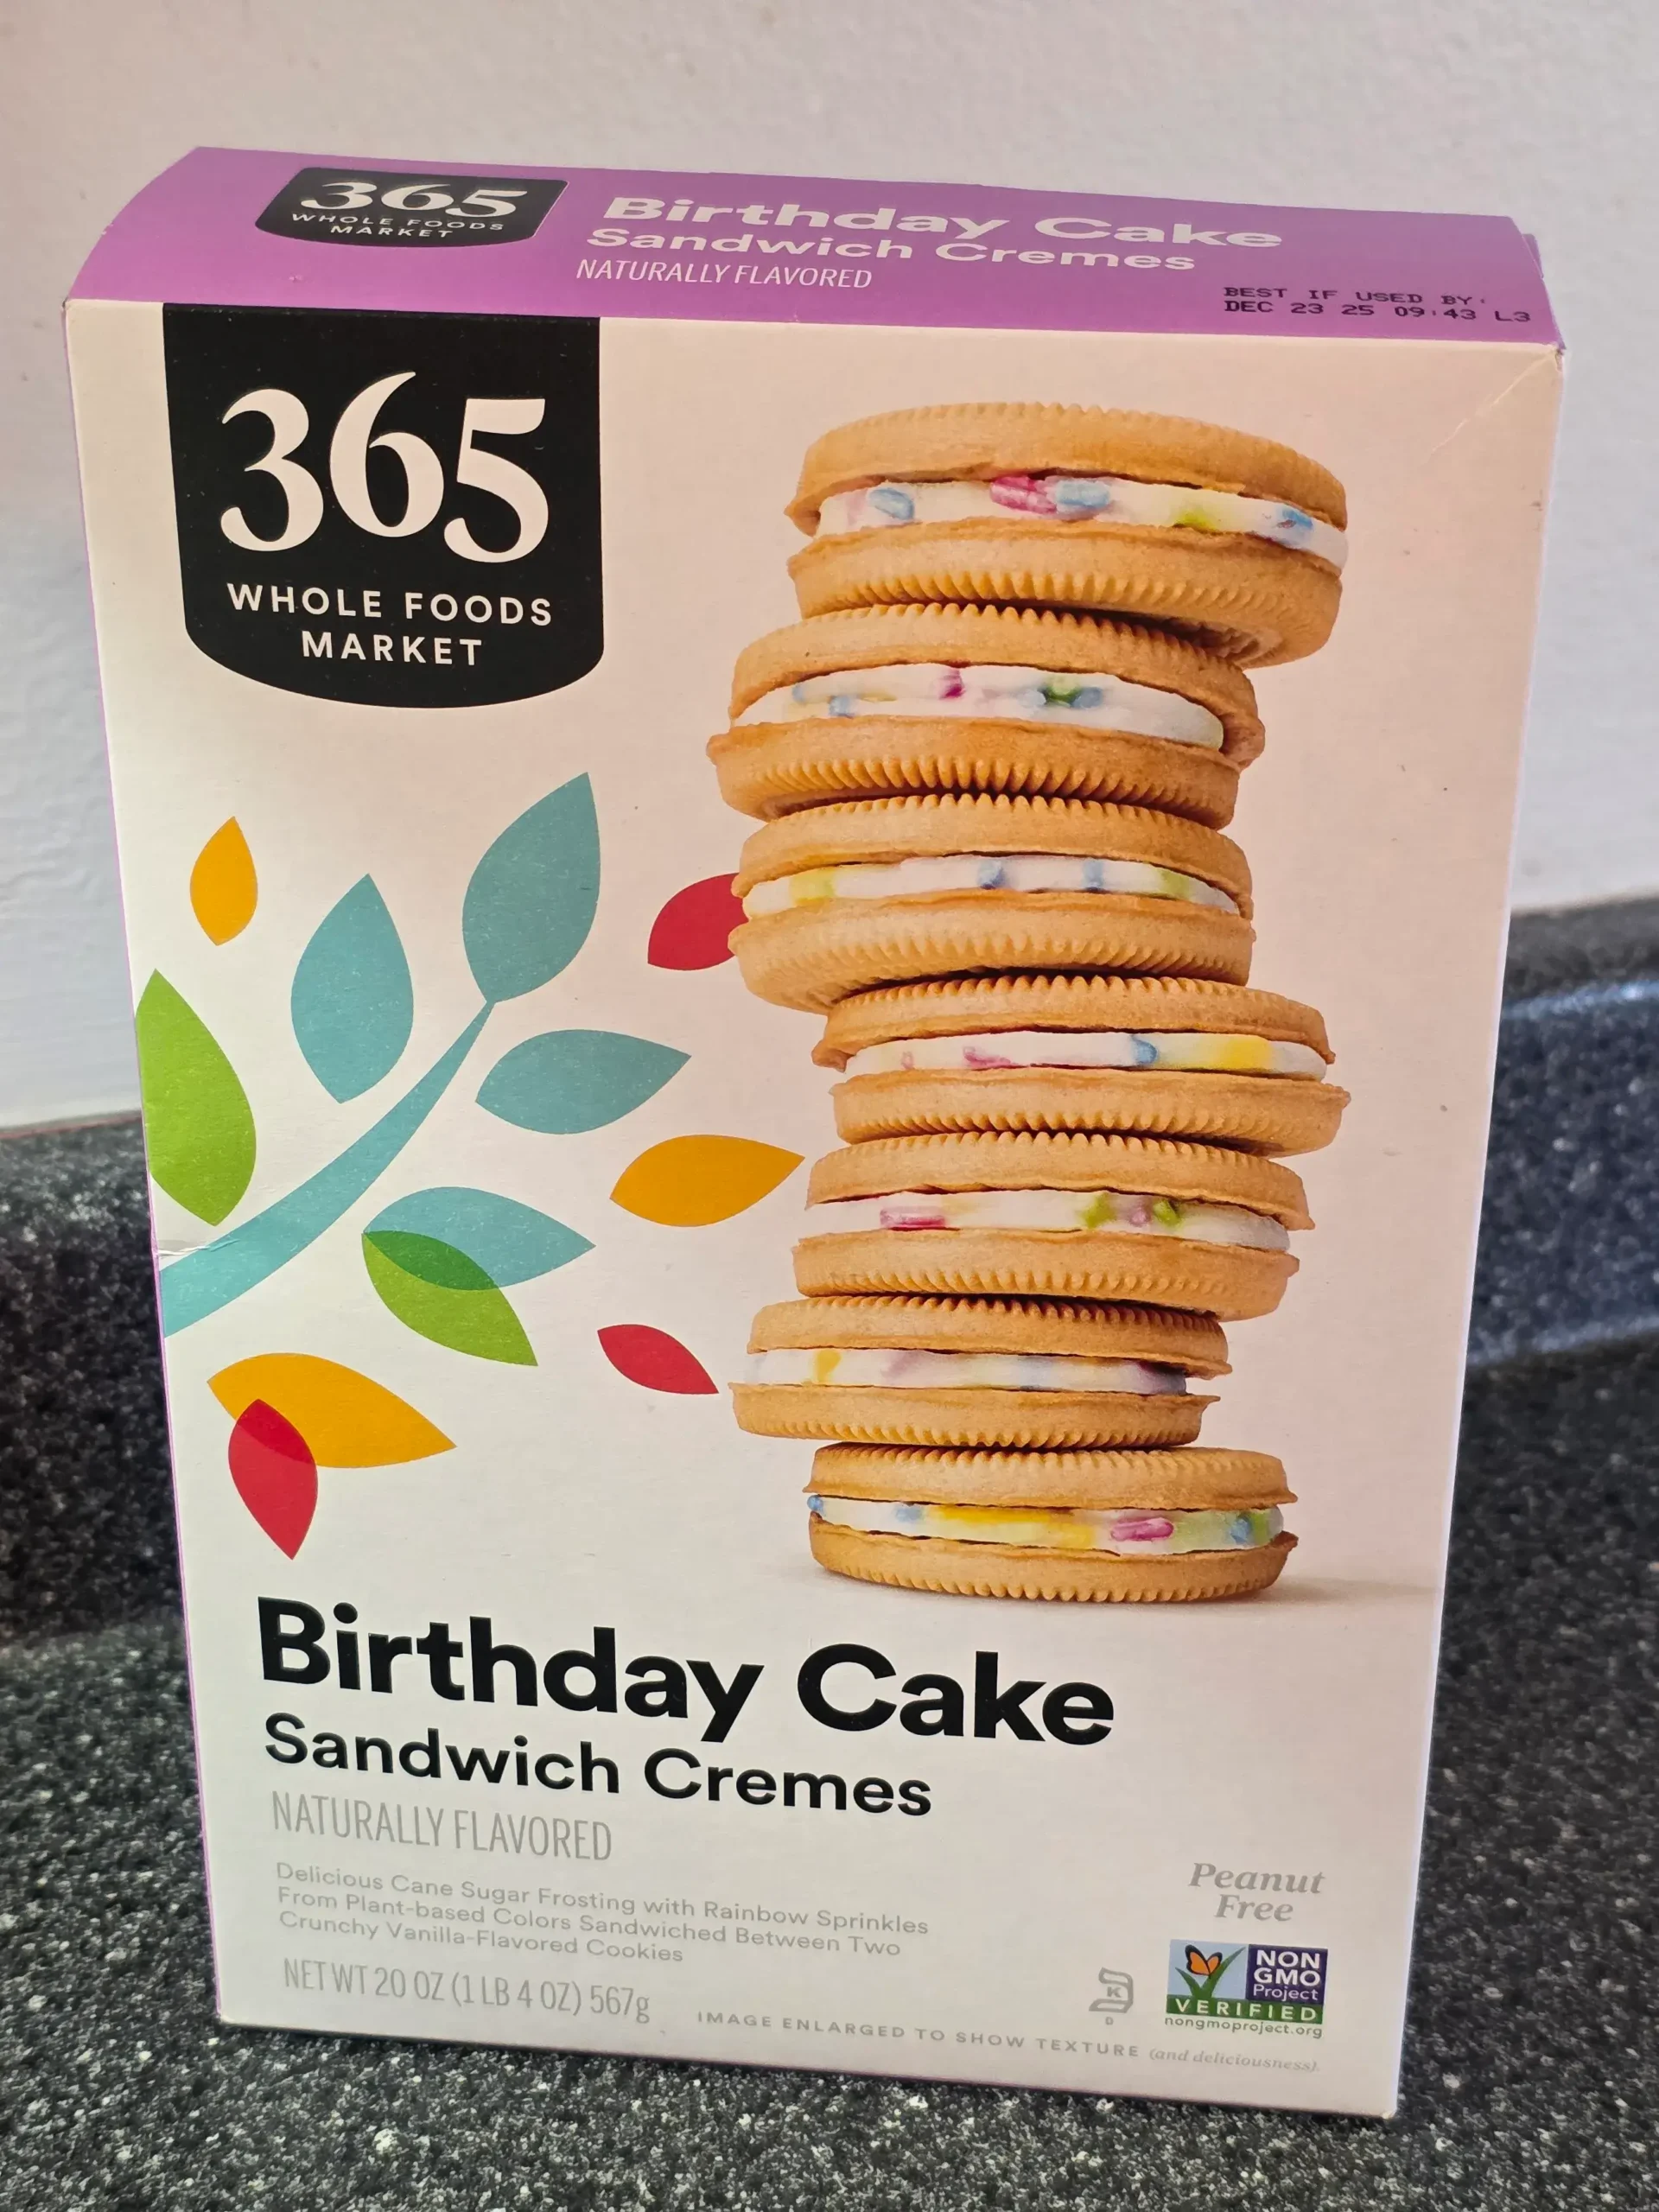 365
WHOLE FOODS
MARKET
Birthday Cake
Sandwich Cremes
NATURALLY FLAVORED
BEST IF USED BY:
DEC 23 25 09:43 L3
365
WHOLE FOODS
MARKET
Birthday Cake
Sandwich Cremes
NATURALLY FLAVORED
Delicious Cane Sugar Frosting with Rainbow Sprinkles
From Plant-based Colors Sandwiched Between Two
Crunchy Vanilla-Flavored Cookies
NET WT 20 OZ (1 LB 4 OZ) 567g
IMAGE ENLARGED TO SHOW TEXTURE (and deliciousness).
Peanut
Free
K
D
NON
GMO
Project
VERIFIED
nongmoproject.org